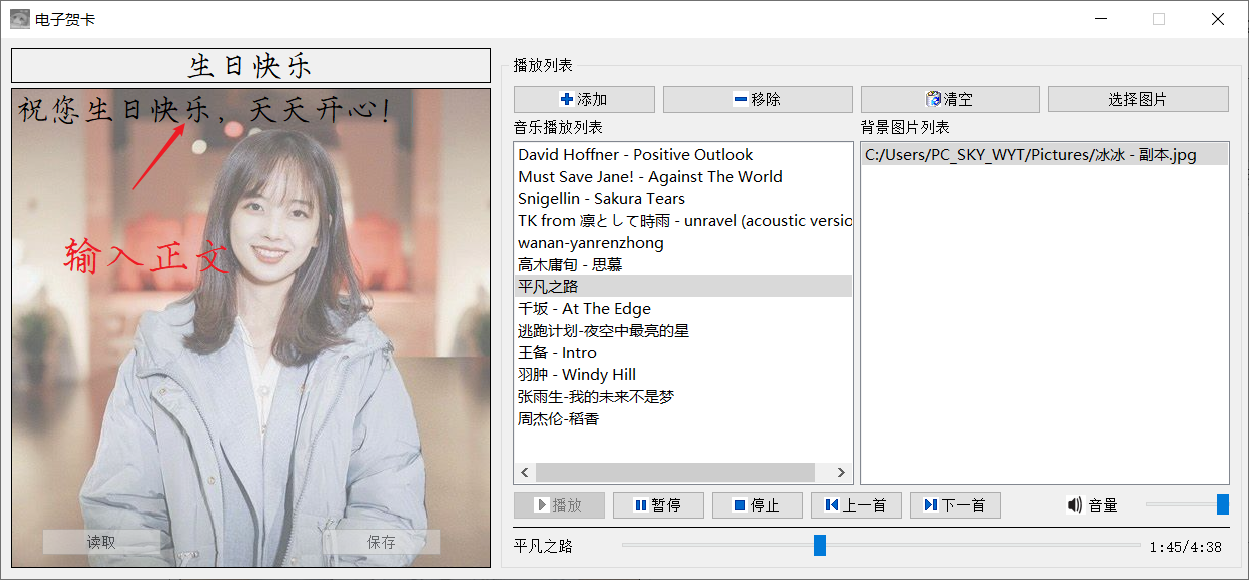 电子贺卡
生日快乐
祝您生日快乐，天天开心！
输入正文
读取
保存
播放列表
添加
移除
清空
选择图片
音乐播放列表
背景图片列表
David Hoffner - Positive Outlook
Must Save Jane! - Against The World
Snigellin - Sakura Tears
TK from 凛として時雨 - unravel (acoustic versic
wanan-yanrenzhong
高木庸旬 - 思慕
平凡之路
千坂 - At The Edge
逃跑计划-夜空中最亮的星
王备 - Intro
羽肿 - Windy Hill
张雨生-我的未来不是梦
周杰伦-稻香
C:/Users/PC_SKY_WYT/Pictures/冰冰 - 副本.jpg
播放
暂停
停止
上一首
下一首
音量
平凡之路
1:45/4:38